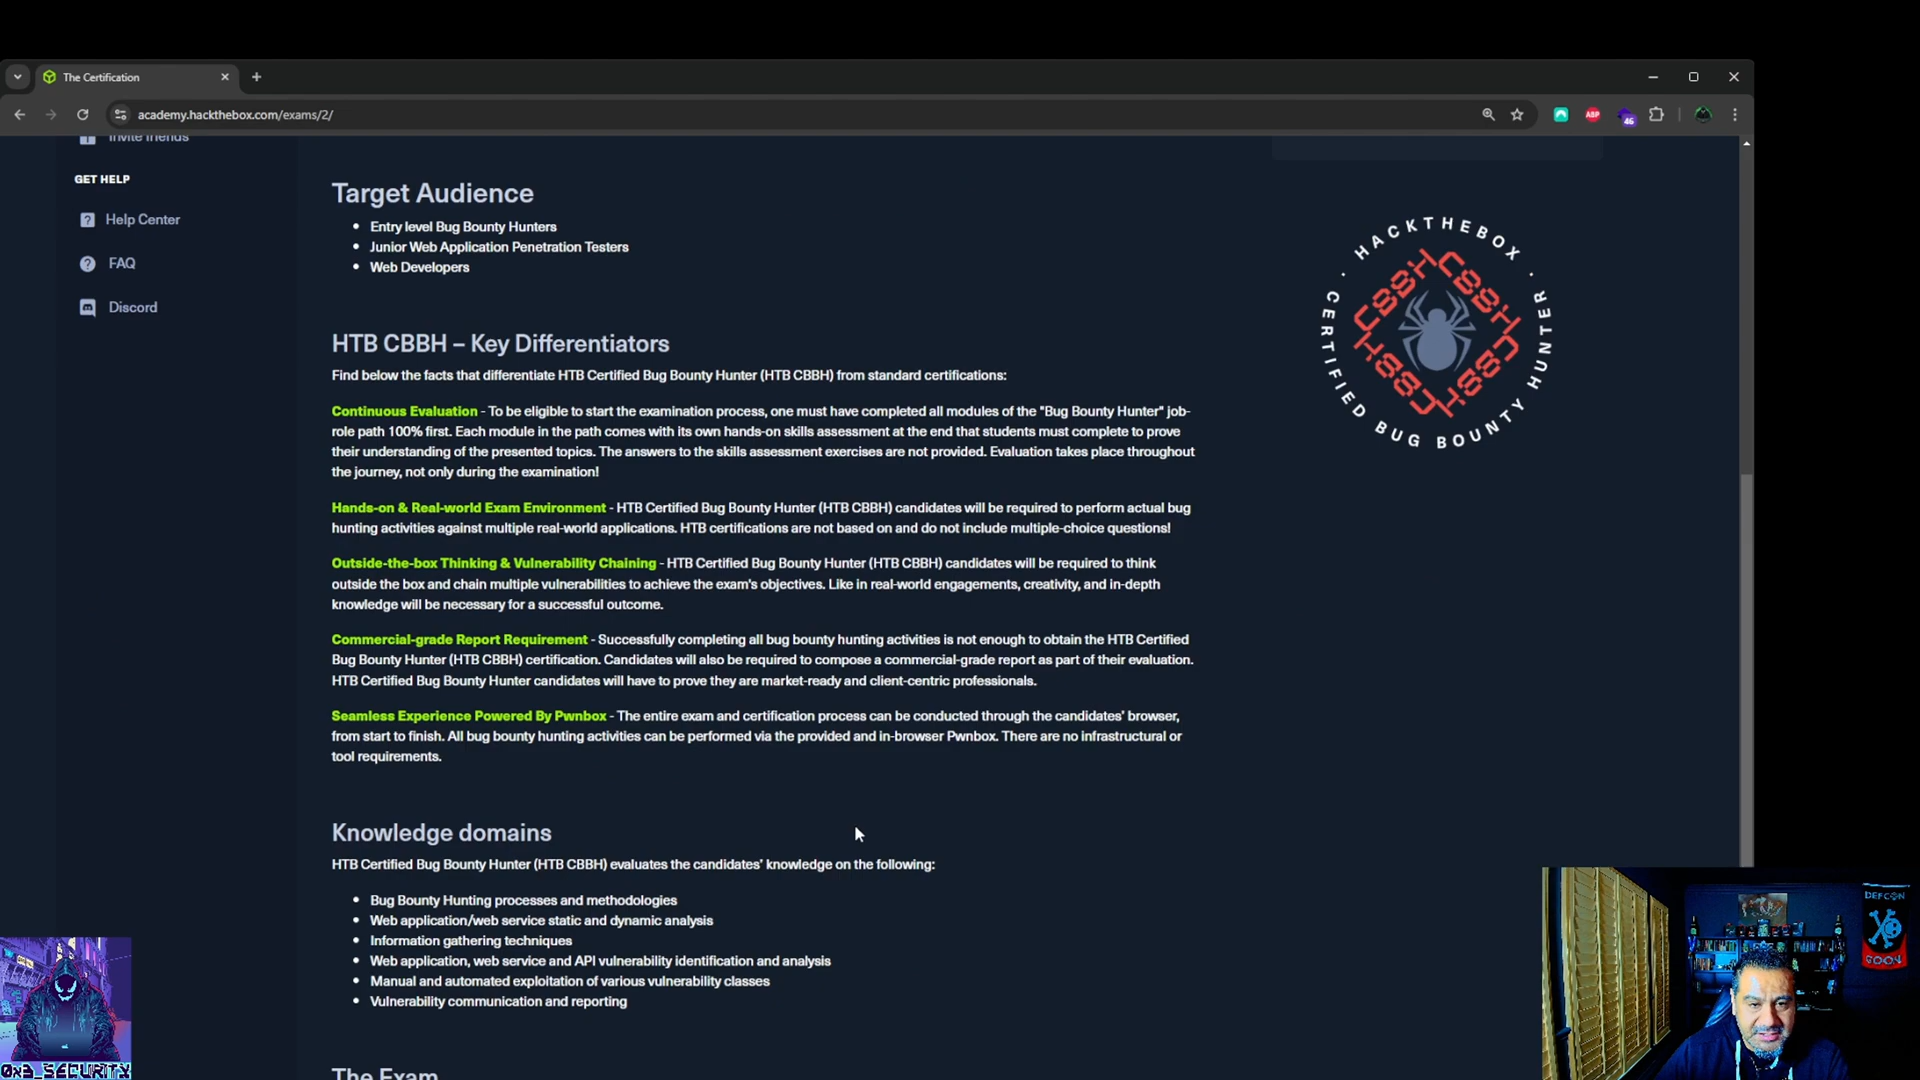 The Certification
academy.hackthebox.com/exams/2/
ABP
46
Invite friends
GET HELP
Help Center
FAQ
Discord
Target Audience
Entry level Bug Bounty Hunters
Junior Web Application Penetration Testers
Web Developers
HACKTHEBOX
CERTIFIED BUG BOUNTY HUNTER
CBBH
CBBH
CBBH
CBBH
HTB CBBH – Key Differentiators
Find below the facts that differentiate HTB Certified Bug Bounty Hunter (HTB CBBH) from standard certifications:
Continuous Evaluation - To be eligible to start the examination process, one must have completed all modules of the "Bug Bounty Hunter" job-
role path 100% first. Each module in the path comes with its own hands-on skills assessment at the end that students must complete to prove
their understanding of the presented topics. The answers to the skills assessment exercises are not provided. Evaluation takes place throughout
the journey, not only during the examination!
Hands-on & Real-world Exam Environment - HTB Certified Bug Bounty Hunter (HTB CBBH) candidates will be required to perform actual bug
hunting activities against multiple real-world applications. HTB certifications are not based on and do not include multiple-choice questions!
Outside-the-box Thinking & Vulnerability Chaining - HTB Certified Bug Bounty Hunter (HTB CBBH) candidates will be required to think
outside the box and chain multiple vulnerabilities to achieve the exam's objectives. Like in real-world engagements, creativity, and in-depth
knowledge will be necessary for a successful outcome.
Commercial-grade Report Requirement - Successfully completing all bug bounty hunting activities is not enough to obtain the HTB Certified
Bug Bounty Hunter (HTB CBBH) certification. Candidates will also be required to compose a commercial-grade report as part of their evaluation.
HTB Certified Bug Bounty Hunter candidates will have to prove they are market-ready and client-centric professionals.
Seamless Experience Powered By Pwnbox - The entire exam and certification process can be conducted through the candidates' browser,
from start to finish. All bug bounty hunting activities can be performed via the provided and in-browser Pwnbox. There are no infrastructural or
tool requirements.
Knowledge domains
HTB Certified Bug Bounty Hunter (HTB CBBH) evaluates the candidates' knowledge on the following:
Bug Bounty Hunting processes and methodologies
Web application/web service static and dynamic analysis
Information gathering techniques
Web application, web service and API vulnerability identification and analysis
Manual and automated exploitation of various vulnerability classes
Vulnerability communication and reporting
The Exam
DEFCON
0x3_SECURITY